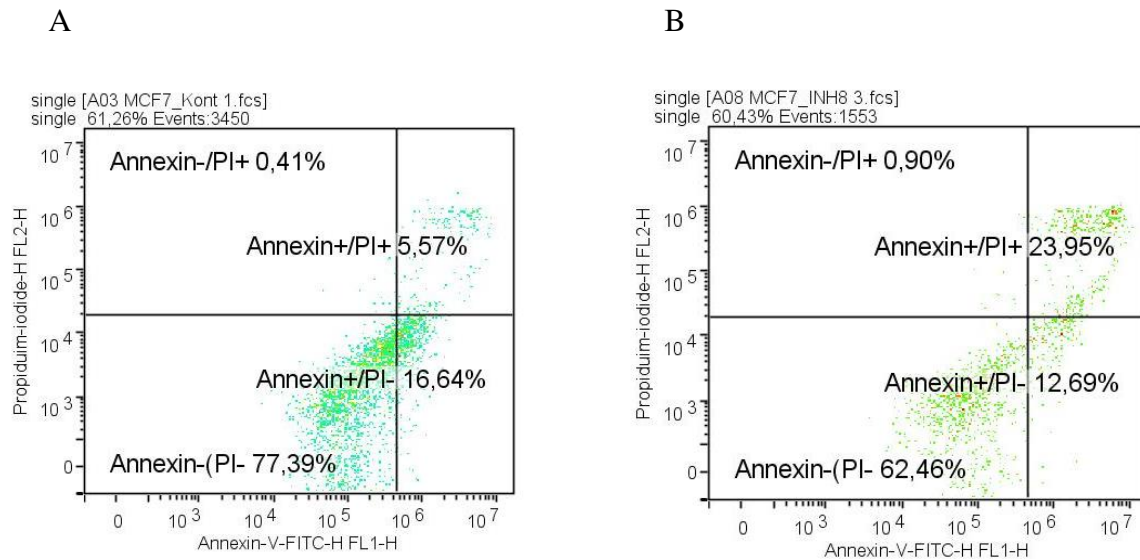 A
single [A03 MCF7_Kont 1.fcs]
single 61,26% Events:3450
Annexin-/PI+ 0,41%
Annexin+/PI+ 5,57%
Annexin+/PI- 16,64%
Annexin-(PI- 77,39%
Propiduim-iodide-H FL2-H
10^7
10^6
10^5
10^4
10^3
0
0 10^3 10^4 10^5 10^6 10^7
Annexin-V-FITC-H FL1-H
B
single [A08 MCF7_INH8 3.fcs]
single 60,43% Events:1553
Annexin-/PI+ 0,90%
Annexin+/PI+ 23,95%
Annexin+/PI- 12,69%
Annexin-(PI- 62,46%
Propiduim-iodide-H FL2-H
10^7
10^6
10^5
10^4
10^3
0
0 10^3 10^4 10^5 10^6 10^7
Annexin-V-FITC-H FL1-H